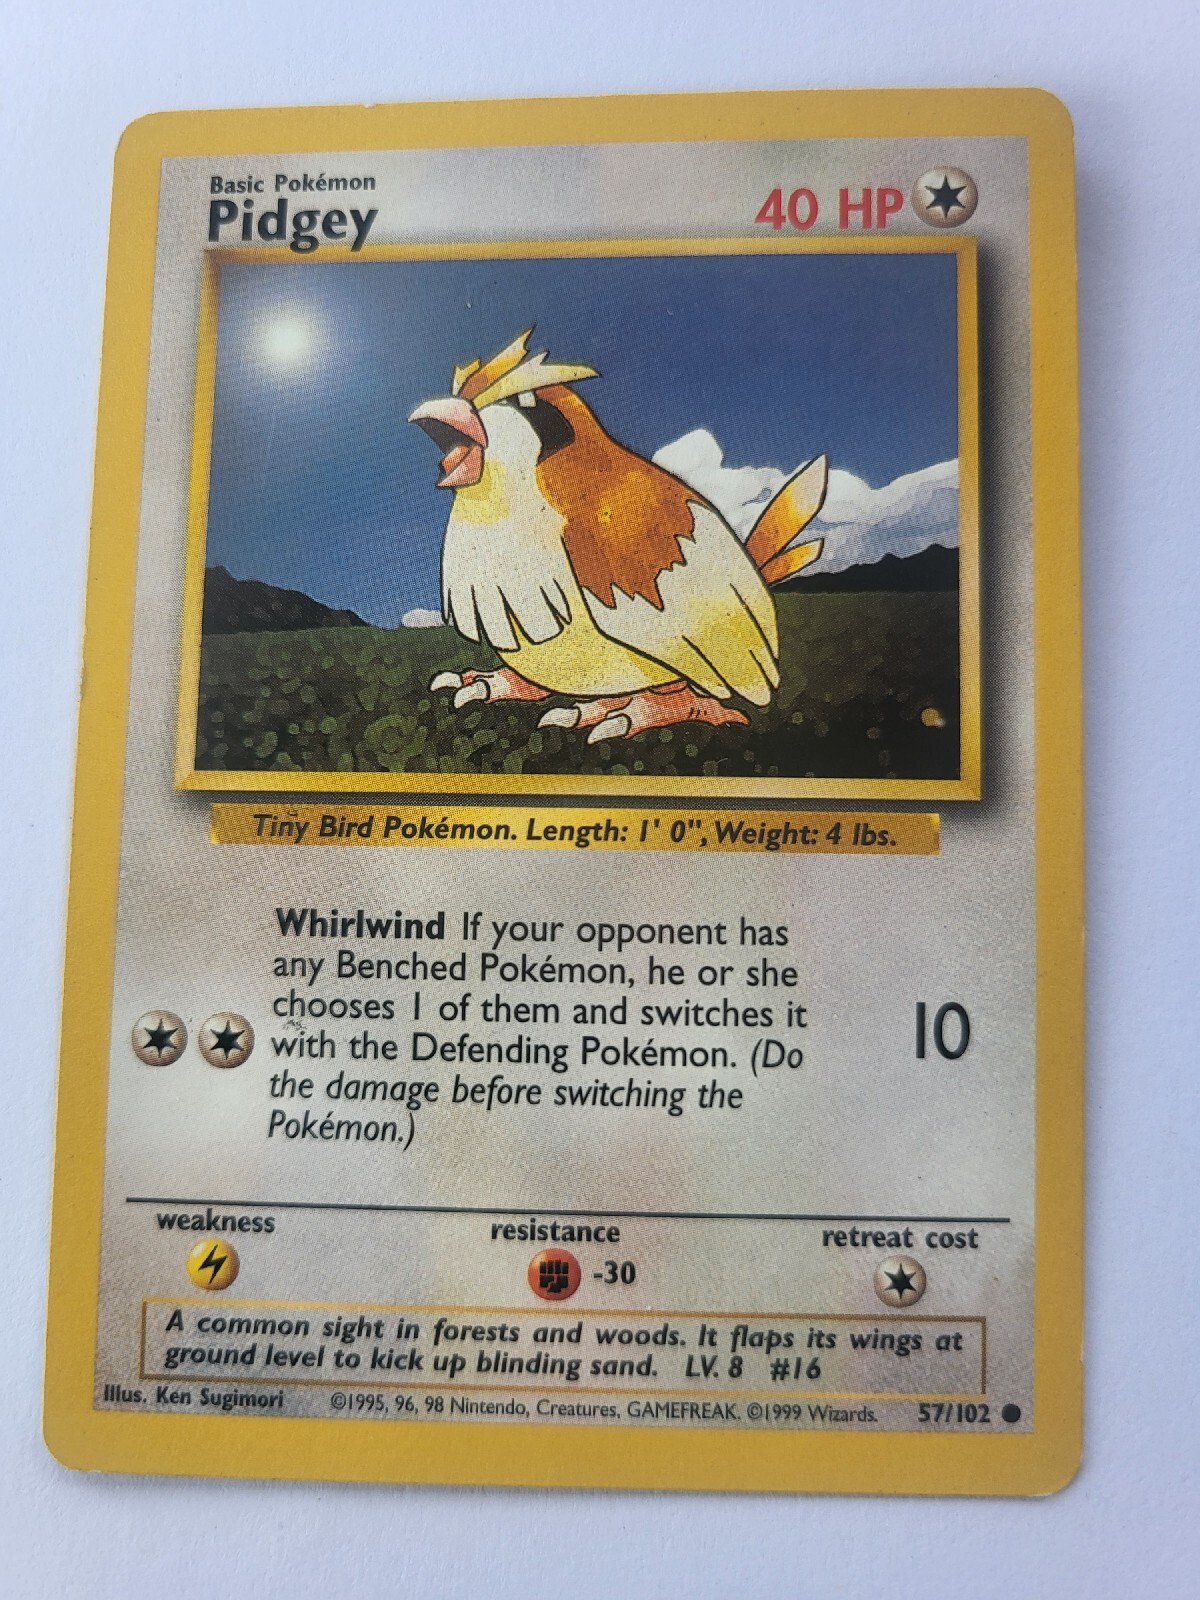 Basic Pokémon
Pidgey
40 HP
Tiny Bird Pokémon. Length: 1' 0", Weight: 4 lbs.
Whirlwind If your opponent has
any Benched Pokémon, he or she
chooses 1 of them and switches it
with the Defending Pokémon. (Do
the damage before switching the
Pokémon.)
10
weakness
resistance
retreat cost
-30
A common sight in forests and woods. It flaps its wings at
ground level to kick up blinding sand. LV. 8 #16
Illus. Ken Sugimori ©1995, 96, 98 Nintendo, Creatures, GAMEFREAK. ©1999 Wizards. 57/102